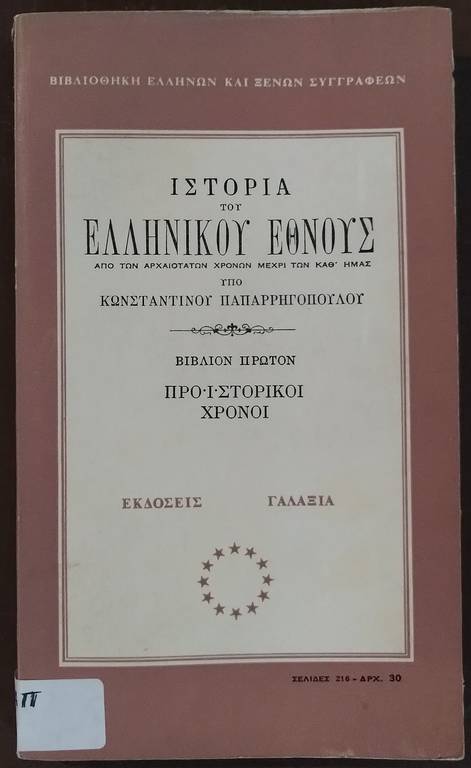 ΒΙΒΛΙΟΘΗΚΗ ΕΛΛΗΝΩΝ ΚΑΙ ΞΕΝΩΝ ΣΥΓΓΡΑΦΕΩΝ
ΙΣΤΟΡΙΑ
ΤΟΥ
ΕΛΛΗΝΙΚΟΥ ΕΘΝΟΥΣ
ΑΠΟ ΤΩΝ ΑΡΧΑΙΟΤΑΤΩΝ ΧΡΟΝΩΝ ΜΕΧΡΙ ΤΩΝ ΚΑΘ' ΗΜΑΣ
ΥΠΟ
ΚΩΝΣΤΑΝΤΙΝΟΥ ΠΑΠΑΡΡΗΓΟΠΟΥΛΟΥ
ΒΙΒΛΙΟΝ ΠΡΩΤΟΝ
ΠΡΟ·Ι·ΣΤΟΡΙΚΟΙ
ΧΡΟΝΟΙ
ΕΚΔΟΣΕΙΣ ΓΑΛΑΞΙΑ
ΣΕΛΙΔΕΣ 216 - ΔΡΧ. 30
Π